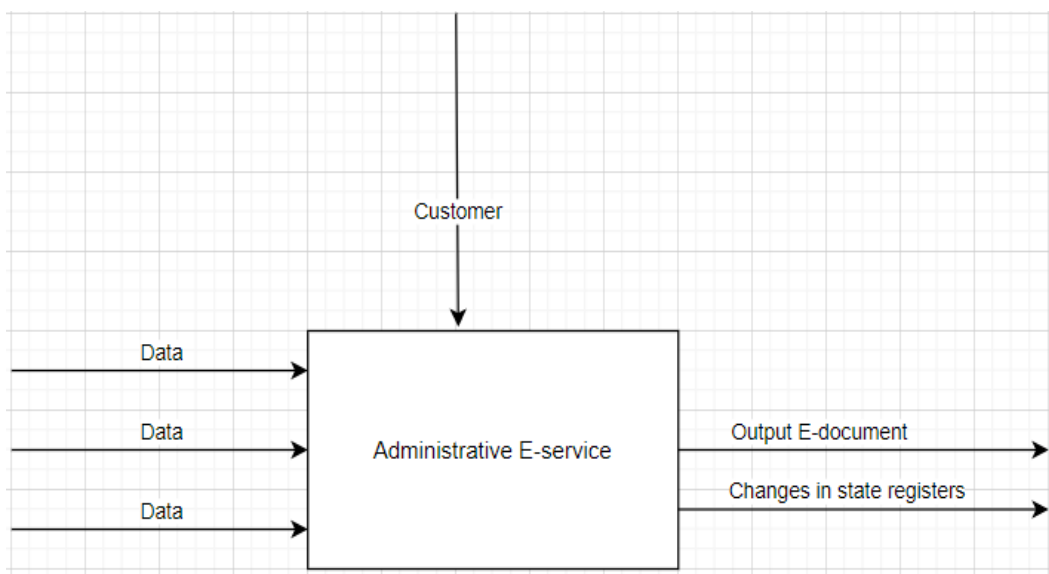 Customer
Data
Data
Data
Administrative E-service
Output E-document
Changes in state registers